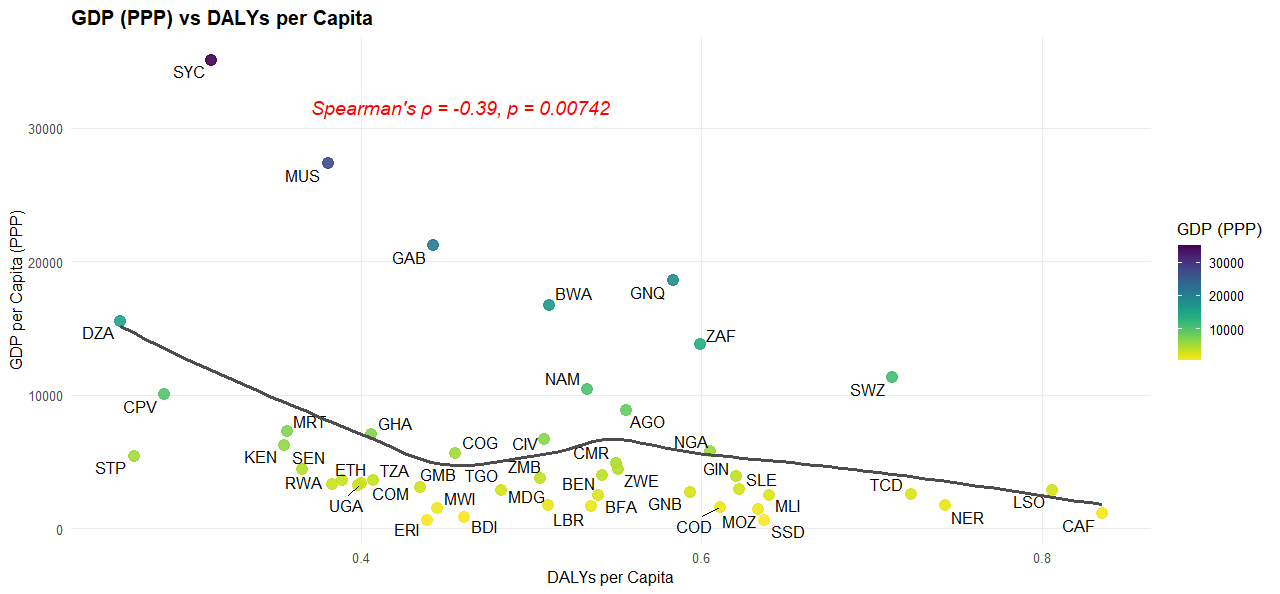 GDP (PPP) vs DALYs per Capita
SYC
Spearman's ρ = -0.39, p = 0.00742
30000
MUS
GDP (PPP)
30000
20000
10000
GAB
20000
BWA
GNQ
DZA
ZAF
NAM
SWZ
10000
CPV
AGO
MRT
GHA
NGA
COG
CIV
KEN
SEN
CMR
STP
ETH
TZA
GMB
TGO
ZMB
GIN
RWA
COM
BEN
ZWE
SLE
TCD
UGA
MWI
MDG
BFA
GNB
MLI
LSO
ERI
BDI
LBR
COD
MOZ
SSD
NER
CAF
0
0.4
0.6
0.8
DALYs per Capita
GDP per Capita (PPP)